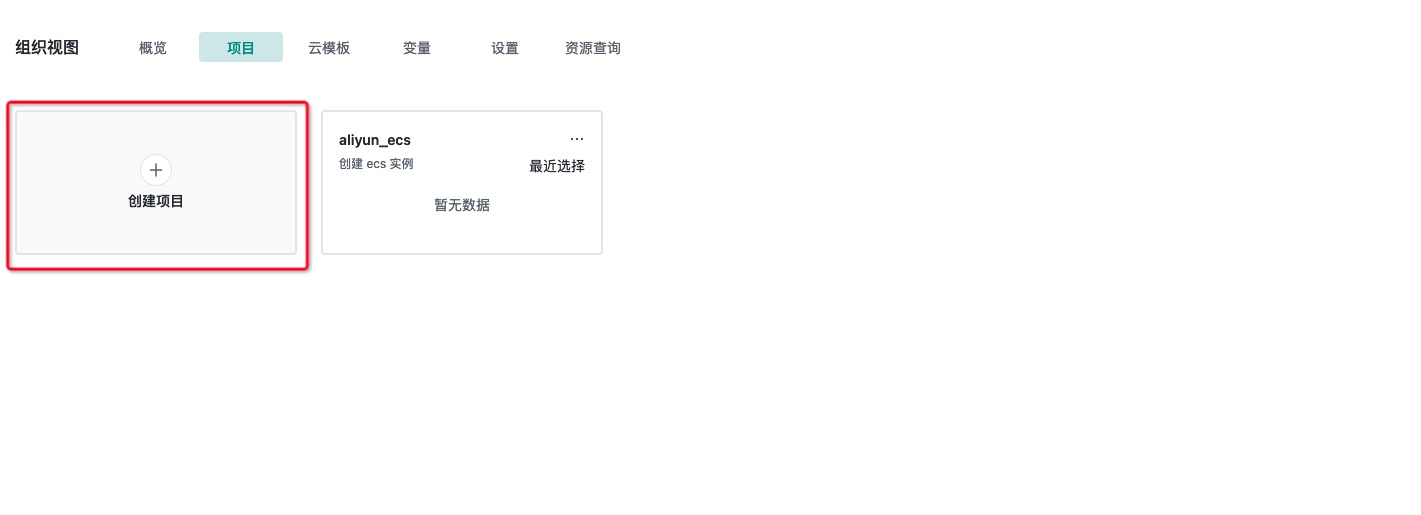 组织视图 概览 项目 云模板 变量 设置 资源查询
创建项目
aliyun_ecs ...
创建 ecs 实例 最近选择
暂无数据